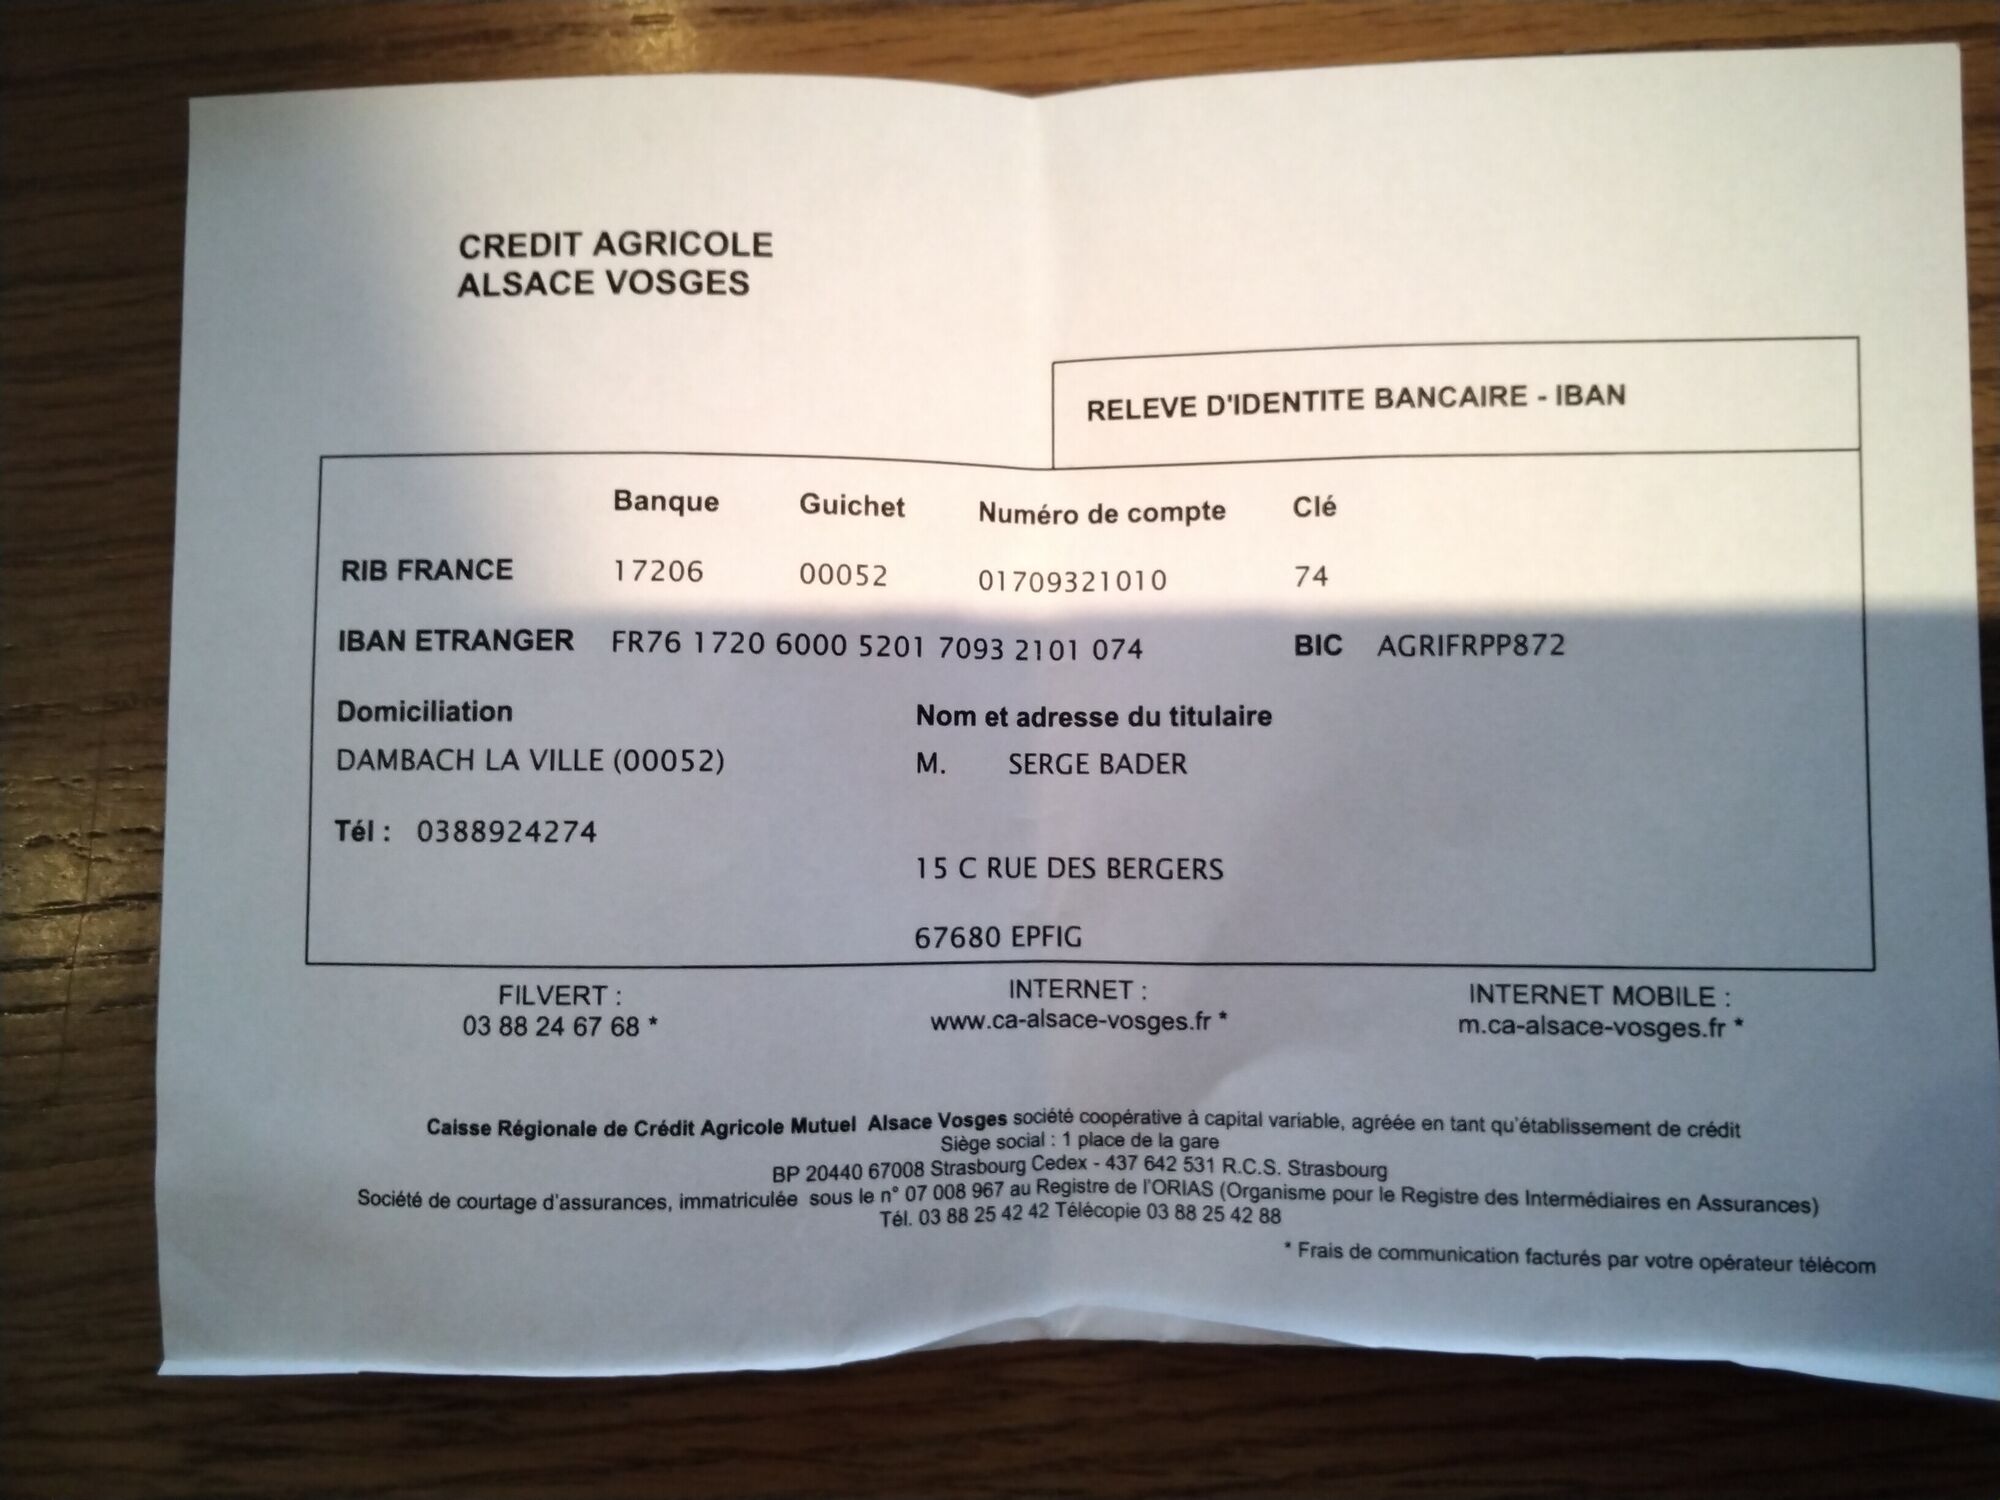 CREDIT AGRICOLE
ALSACE VOSGES
RELEVE D'IDENTITE BANCAIRE - IBAN
Banque Guichet Numéro de compte Clé
RIB FRANCE 17206 00052 01709321010 74
IBAN ETRANGER FR76 1720 6000 5201 7093 2101 074 BIC AGRIFRPP872
Domiciliation Nom et adresse du titulaire
DAMBACH LA VILLE (00052) M. SERGE BADER
Tél : 0388924274
15 C RUE DES BERGERS
67680 EPFIG
FILVERT : INTERNET : INTERNET MOBILE :
03 88 24 67 68 * www.ca-alsace-vosges.fr * m.ca-alsace-vosges.fr *
Caisse Régionale de Crédit Agricole Mutuel Alsace Vosges société coopérative à capital variable, agréée en tant qu'établissement de crédit
Siège social : 1 place de la gare
BP 20440 67008 Strasbourg Cedex - 437 642 531 R.C.S. Strasbourg
Société de courtage d'assurances, immatriculée sous le n° 07 008 967 au Registre de l'ORIAS (Organisme pour le Registre des Intermédiaires en Assurances)
Tél. 03 88 25 42 42 Télécopie 03 88 25 42 88
* Frais de communication facturés par votre opérateur télécom